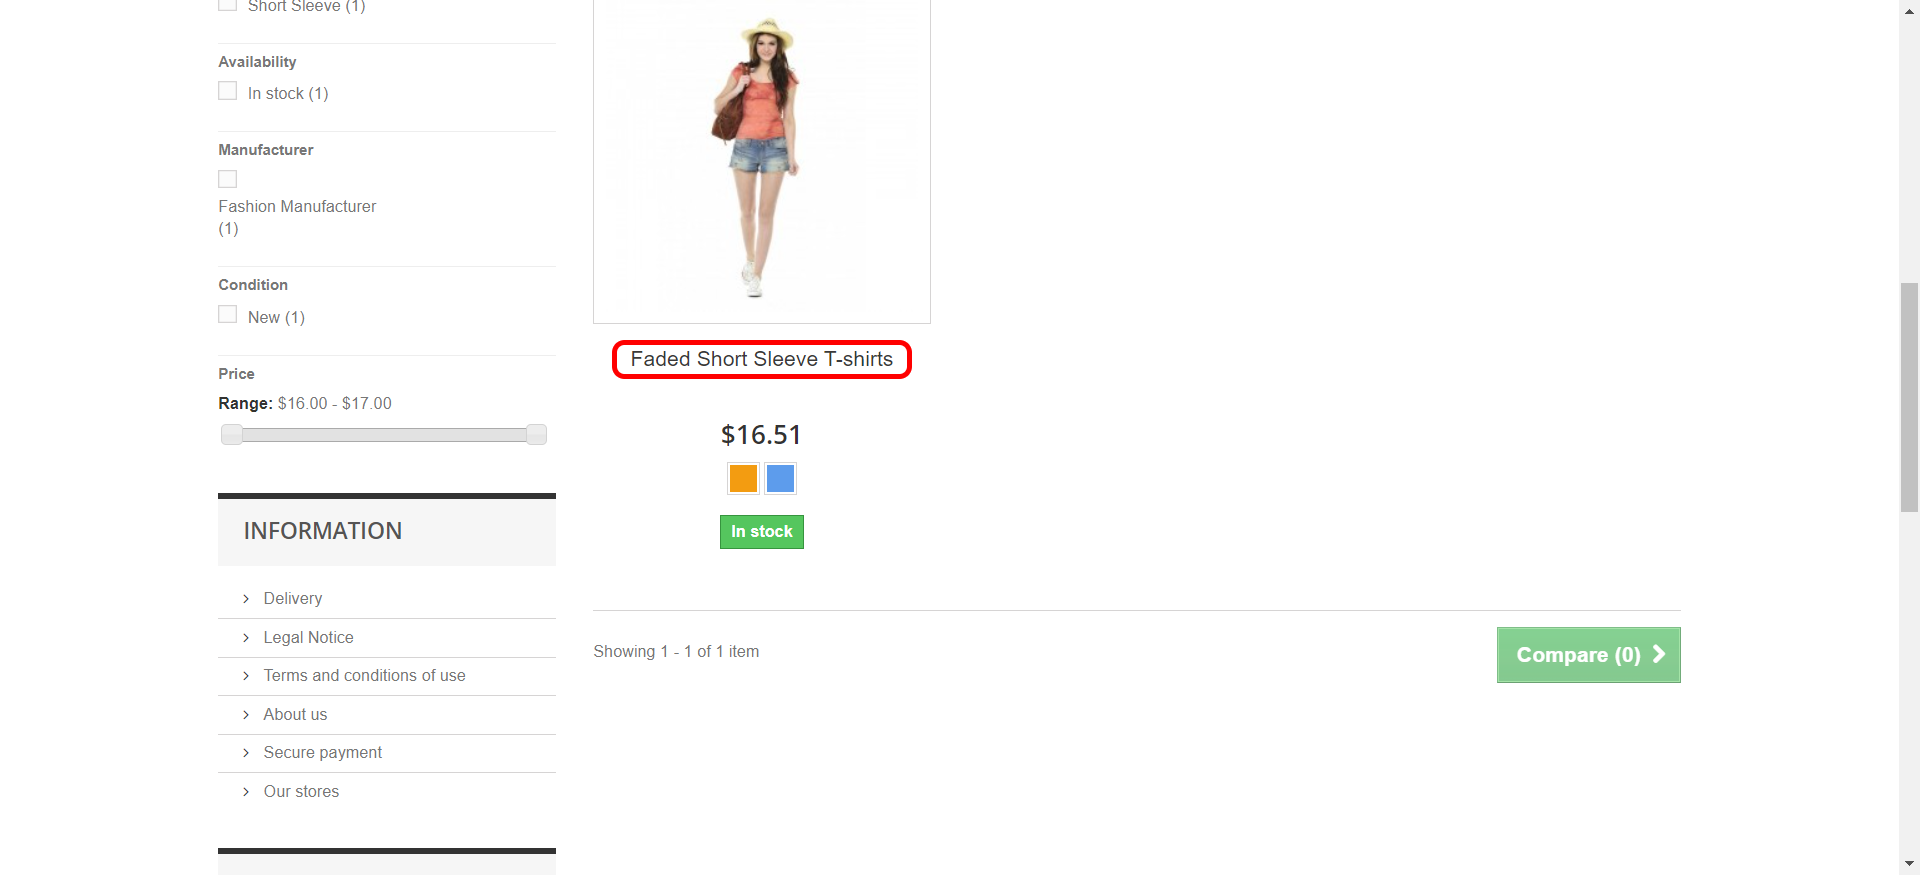 Short Sleeve (1)
Availability
In stock (1)
Manufacturer
Fashion Manufacturer
(1)
Condition
New (1)
Price
Range: $16.00 - $17.00
INFORMATION
Delivery
Legal Notice
Terms and conditions of use
About us
Secure payment
Our stores
Faded Short Sleeve T-shirts
$16.51
In stock
Showing 1 - 1 of 1 item
Compare (0)